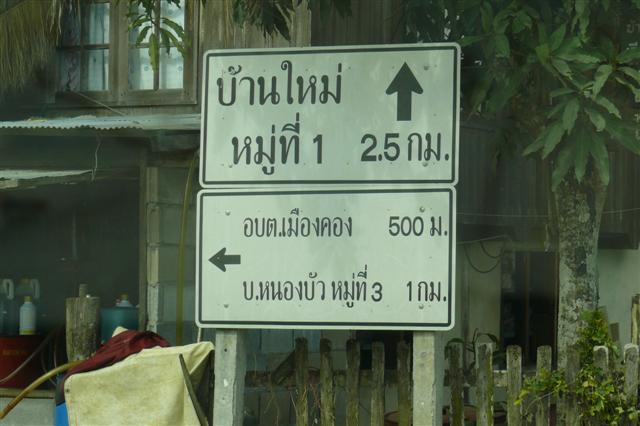 บ้านใหม่
หมู่ที่ 1 2.5 กม.
อบต.เมืองคอง 500 ม.
บ.หนองบัว หมู่ที่ 3 1 กม.